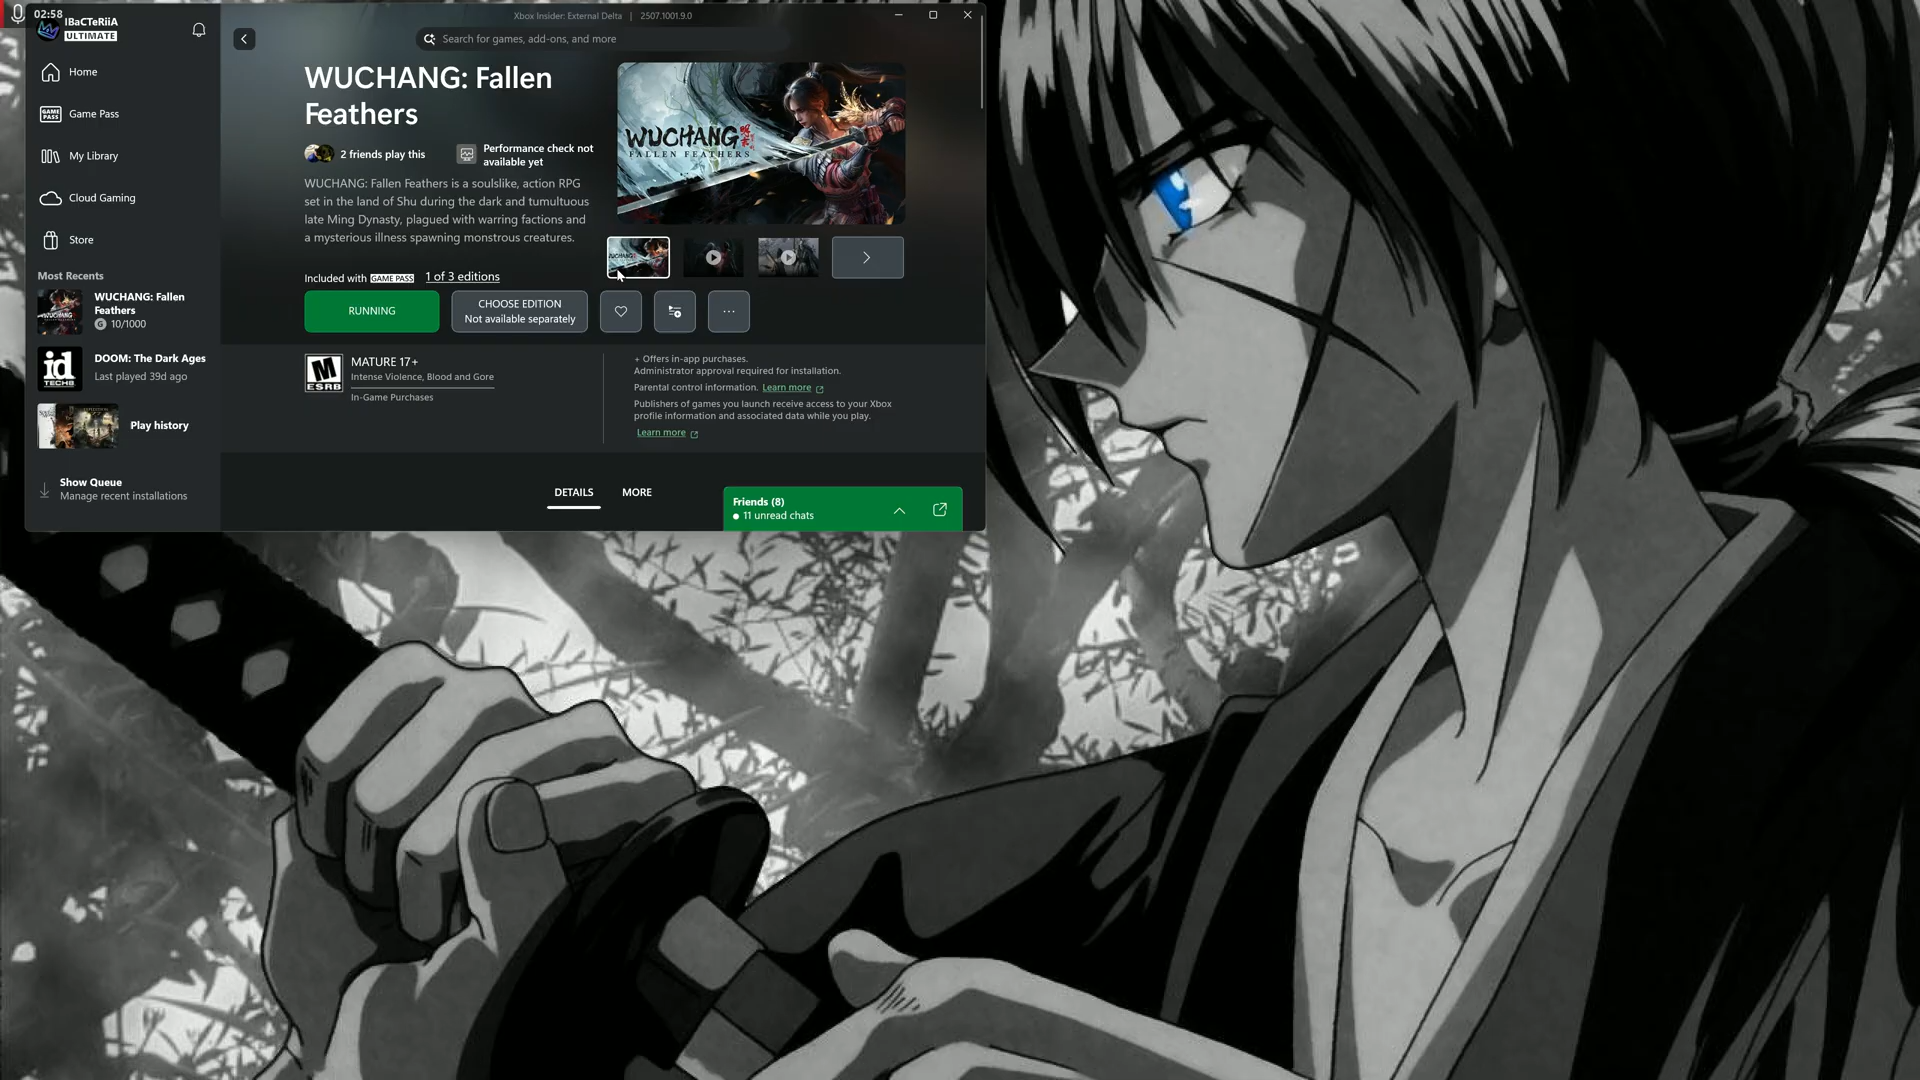 02:58
IBaCTeRiiA
ULTIMATE
Home
GAME PASS
Game Pass
My Library
Cloud Gaming
Store
Most Recents
WUCHANG: Fallen
Feathers
G 10/1000
id
TECH8
DOOM: The Dark Ages
Last played 39d ago
Play history
Show Queue
Manage recent installations
Xbox Insider: External Delta | 2507.1001.9.0
Search for games, add-ons, and more
WUCHANG: Fallen
Feathers
2 friends play this
Performance check not
available yet
WUCHANG: Fallen Feathers is a soulslike, action RPG
set in the land of Shu during the dark and tumultuous
late Ming Dynasty, plagued with warring factions and
a mysterious illness spawning monstrous creatures.
WUCHANG
FALLEN FEATHERS
Included with GAME PASS 1 of 3 editions
RUNNING
CHOOSE EDITION
Not available separately
M
ESRB
MATURE 17+
Intense Violence, Blood and Gore
In-Game Purchases
+ Offers in-app purchases.
Administrator approval required for installation.
Parental control information. Learn more
Publishers of games you launch receive access to your Xbox
profile information and associated data while you play.
Learn more
DETAILS
MORE
Friends (8)
11 unread chats